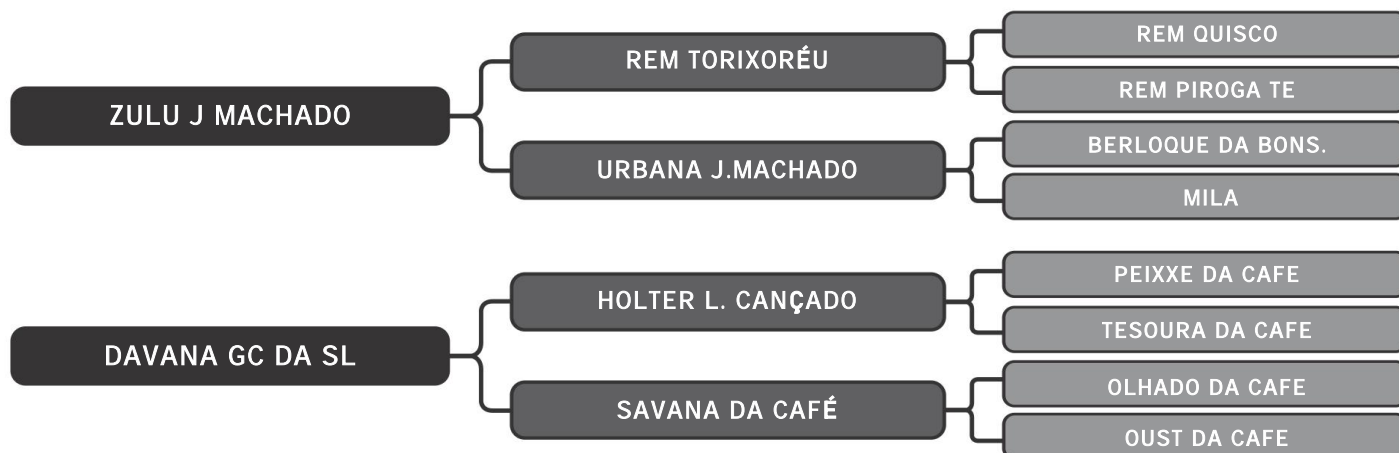 ZULU J MACHADO
REM TORIXORÉU
REM QUISCO
REM PIROGA TE
URBANA J.MACHADO
BERLOQUE DA BONS.
MILA
DAVANA GC DA SL
HOLTER L. CANÇADO
PEIXXE DA CAFE
TESOURA DA CAFE
SAVANA DA CAFÉ
OLHADO DA CAFE
OUST DA CAFE